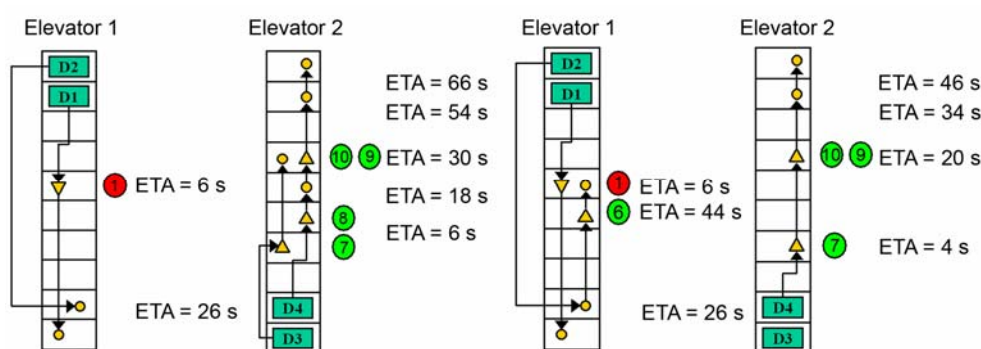 Elevator 1
Elevator 2
D2
D1
ETA = 66 s
ETA = 54 s
10 9 ETA = 30 s
1 ETA = 6 s
ETA = 18 s
8
ETA = 6 s
7
ETA = 26 s
D4
D3
Elevator 1
Elevator 2
D2
D1
ETA = 46 s
ETA = 34 s
10 9 ETA = 20 s
1 ETA = 6 s
6 ETA = 44 s
7 ETA = 4 s
ETA = 26 s
D4
D3